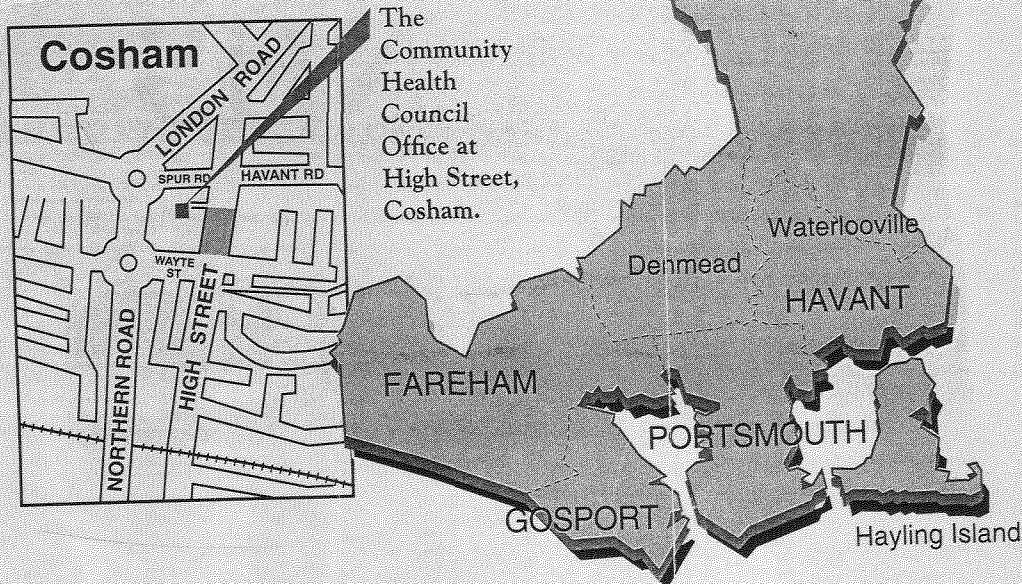 Cosham
LONDON ROAD
SPUR RD
HAVANT RD
WAYTE
ST
HIGH STREET
NORTHERN ROAD
The
Community
Health
Council
Office at
High Street,
Cosham.
Waterlooville
Denmead
HAVANT
FAREHAM
PORTSMOUTH
GOSPORT
Hayling Island